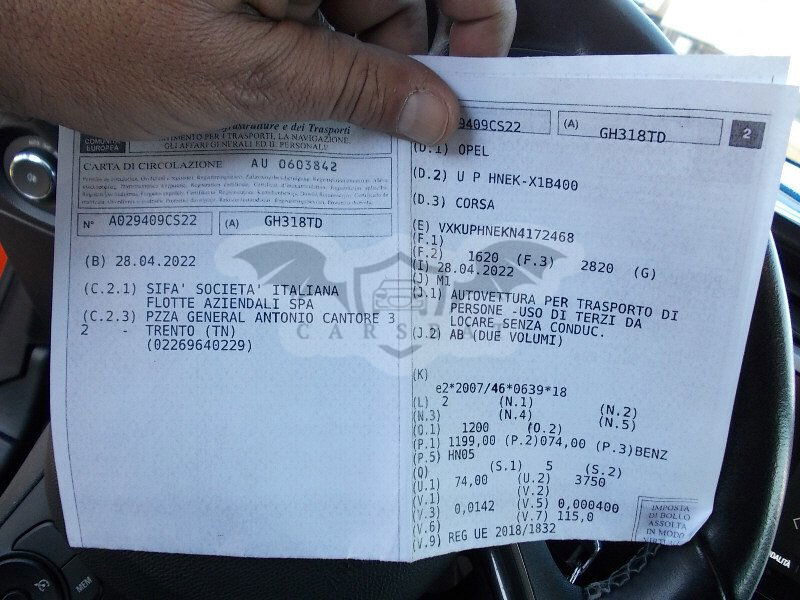 COMUNITÀ
EUROPEA
Infrastrutture e dei Trasporti
DIPARTIMENTO PER I TRASPORTI, LA NAVIGAZIONE
GLI AFFARI GENERALI ED IL PERSONALE
CARTA DI CIRCOLAZIONE AU 0603842
N° A029409CS22 (A) GH318TD
(B) 28.04.2022
(C.2.1) SIFA' SOCIETA' ITALIANA
FLOTTE AZIENDALI SPA
(C.2.3) PZZA GENERAL ANTONIO CANTORE 3
2 - TRENTO (TN)
(02269640229)
9409CS22 (A) GH318TD 2
(D.1) OPEL
(D.2) U P HNEK-X1B400
(D.3) CORSA
(E) VXKUPHNEKN4172468
(F.1)
(F.2) 1620 (F.3) 2820 (G)
(I) 28.04.2022
(J) M1
(J.1) AUTOVETTURA PER TRASPORTO DI
PERSONE -USO DI TERZI DA
LOCARE SENZA CONDUC.
(J.2) AB (DUE VOLUMI)
(K)
e2*2007/46*0639*18
(L) 2 (N.1) (N.2)
(N.3) (N.4) (N.5)
(O.1) 1200 (O.2)
(P.1) 1199,00 (P.2)074,00 (P.3)BENZ
(P.5) HN05
(Q) (S.1) 5 (S.2)
(U.1) 74,00 (U.2) 3750
(V.1) (V.2)
(V.3) 0,0142 (V.5) 0,000400
(V.6) (V.7) 115,0
(V.9) REG UE 2018/1832
IMPOSTA
DI BOLLO
ASSOLTA
IN MODO
VIRTUALE
MEM